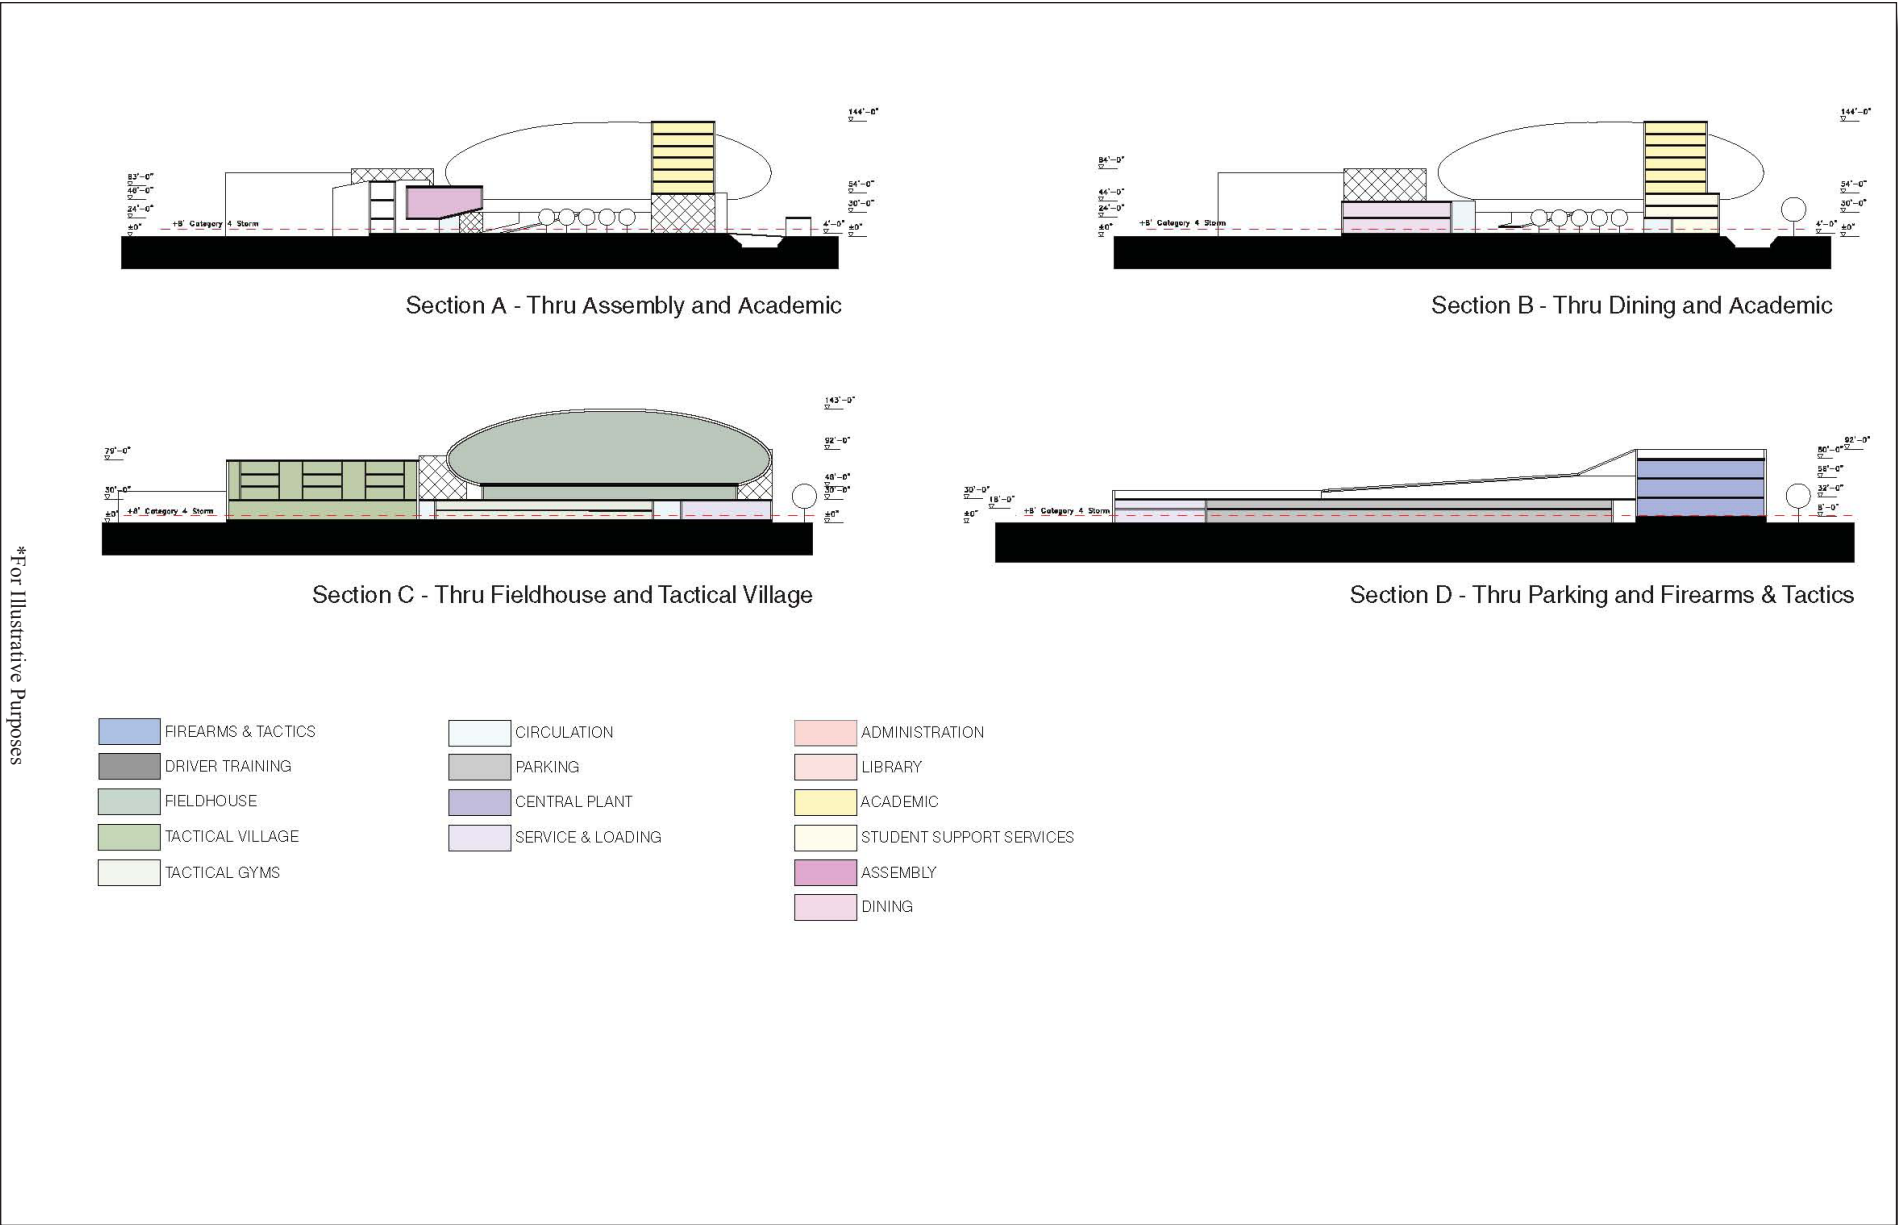 144'-0"
83'-0"
48'-0"
24'-0"
±0"
+8' Category 4 Storm
54'-0"
30'-0"
4'-0"
±0"
Section A - Thru Assembly and Academic
144'-0"
84'-0"
44'-0"
24'-0"
±0"
+8' Category 4 Storm
54'-0"
30'-0"
4'-0"
±0"
Section B - Thru Dining and Academic
143'-0"
92'-0"
79'-0"
48'-0"
30'-0"
30'-0"
±0"
+8' Category 4 Storm
±0"
Section C - Thru Fieldhouse and Tactical Village
92'-0"
80'-0"
56'-0"
32'-0"
8'-0"
30'-0"
18'-0"
±0"
+8' Category 4 Storm
Section D - Thru Parking and Firearms & Tactics
*For Illustrative Purposes
FIREARMS & TACTICS
DRIVER TRAINING
FIELDHOUSE
TACTICAL VILLAGE
TACTICAL GYMS
CIRCULATION
PARKING
CENTRAL PLANT
SERVICE & LOADING
ADMINISTRATION
LIBRARY
ACADEMIC
STUDENT SUPPORT SERVICES
ASSEMBLY
DINING